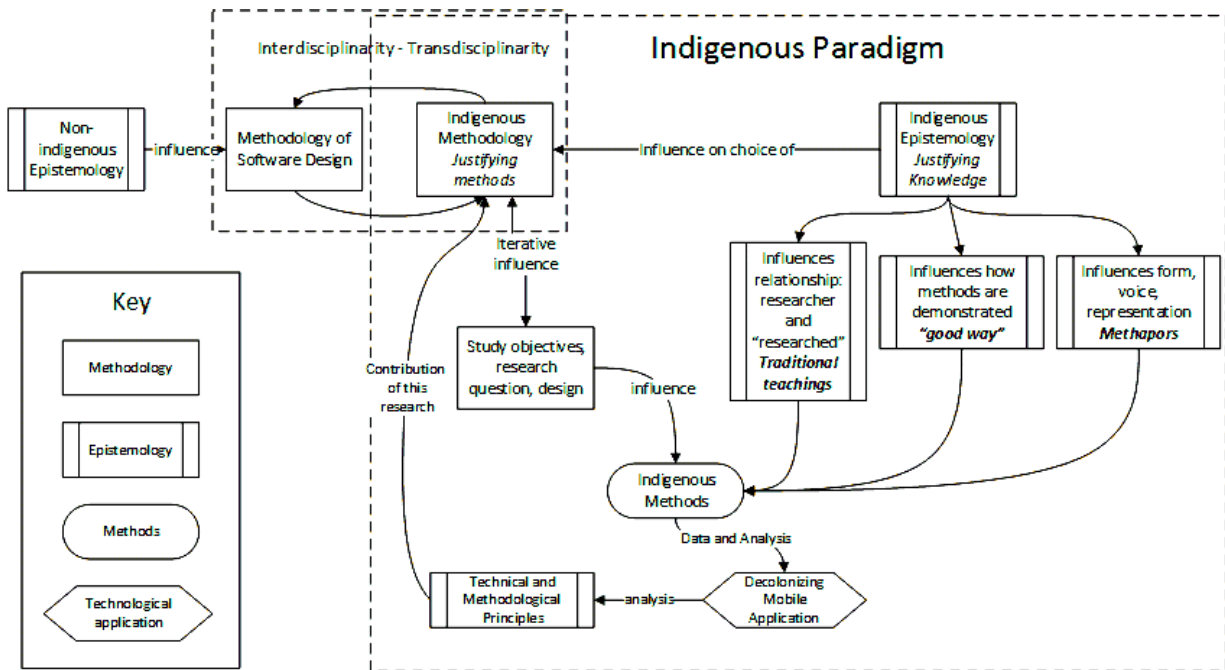 Interdisciplinarity - Transdisciplinarity
Indigenous Paradigm
Non-
indigenous
Epistemology
influence
Methodology of
Software Design
Indigenous
Methodology
Justifying
methods
Influence on choice of
Indigenous
Epistemology
Justifying
Knowledge
Iterative
influence
Influences
relationship:
researcher
and
"researched"
Traditional
teachings
Influences how
methods are
demonstrated
"good way"
Influences form,
voice,
representation
Methapors
Key
Methodology
Epistemology
Methods
Technological
application
Contribution
of this
research
Study objectives,
research
question, design
influence
Indigenous
Methods
Data and Analysis
Technical and
Methodological
Principles
analysis
Decolonizing
Mobile
Application